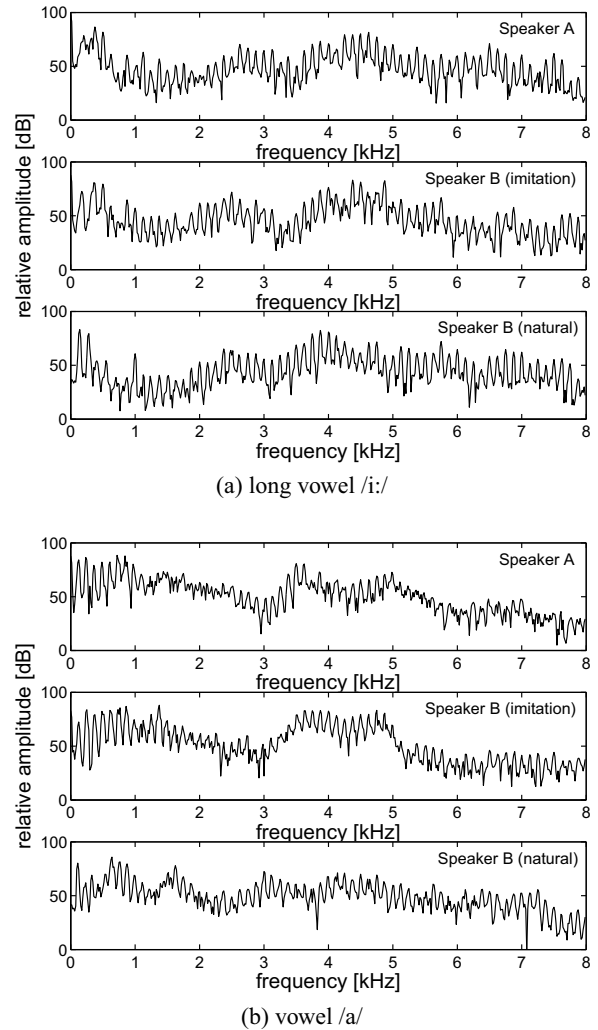 Speaker A
100
50
0
0 1 2 3 4 5 6 7 8
frequency [kHz]
Speaker B (imitation)
100
50
0
0 1 2 3 4 5 6 7 8
frequency [kHz]
relative amplitude [dB]
Speaker B (natural)
100
50
0
0 1 2 3 4 5 6 7 8
frequency [kHz]
(a) long vowel /i:/
Speaker A
100
50
0
0 1 2 3 4 5 6 7 8
frequency [kHz]
Speaker B (imitation)
100
50
0
0 1 2 3 4 5 6 7 8
frequency [kHz]
relative amplitude [dB]
Speaker B (natural)
100
50
0
0 1 2 3 4 5 6 7 8
frequency [kHz]
(b) vowel /a/